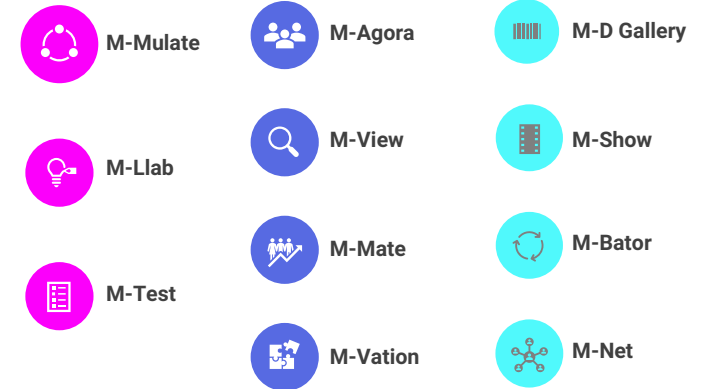 M-Mulate
M-Llab
M-Test
M-Agora
M-View
M-Mate
M-Vation
M-D Gallery
M-Show
M-Bator
M-Net